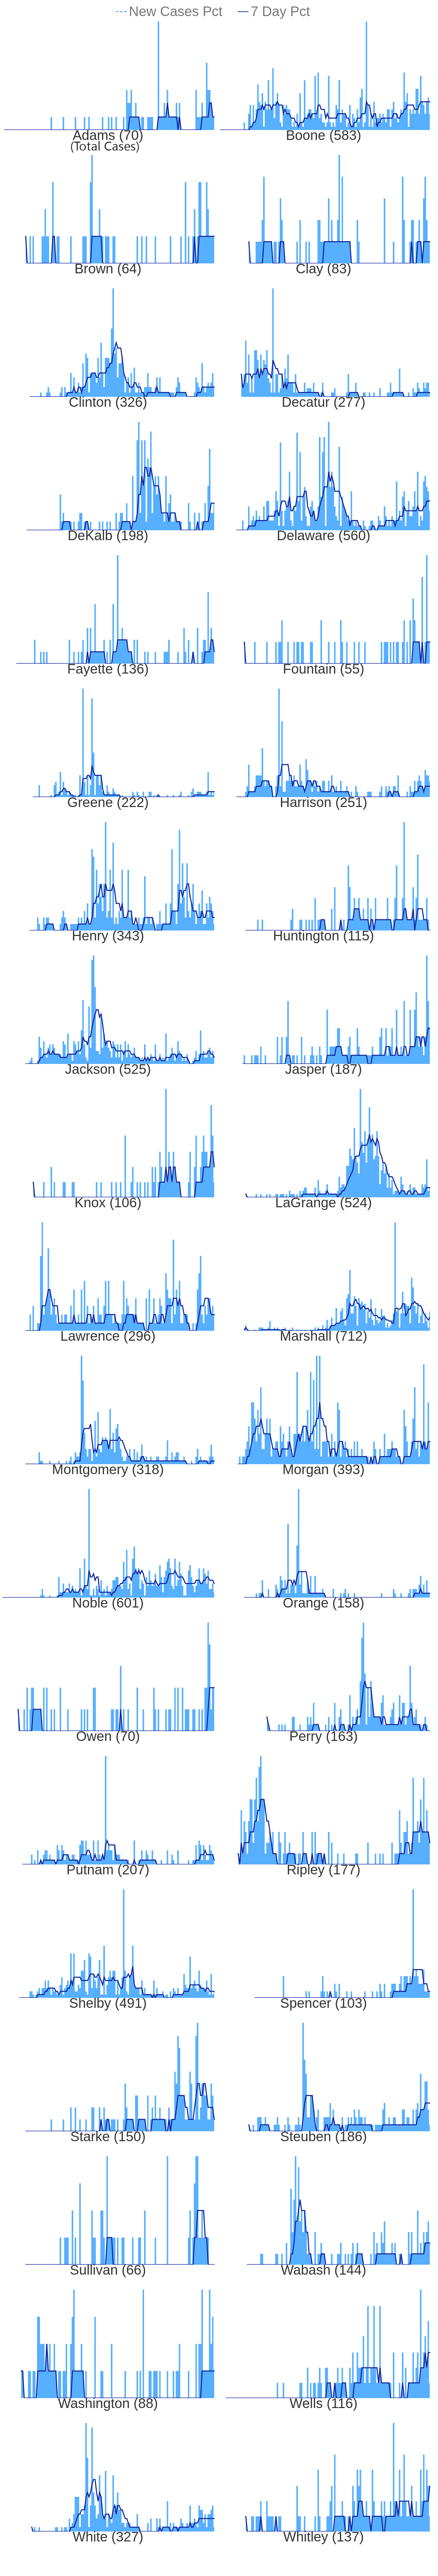 New Cases Pct 7 Day Pct
Adams (70) Boone (583)
(Total Cases)
Brown (64) Clay (83)
Clinton (326) Decatur (277)
DeKalb (198) Delaware (560)
Fayette (136) Fountain (55)
Greene (222) Harrison (251)
Henry (343) Huntington (115)
Jackson (525) Jasper (187)
Knox (106) LaGrange (524)
Lawrence (296) Marshall (712)
Montgomery (318) Morgan (393)
Noble (601) Orange (158)
Owen (70) Perry (163)
Putnam (207) Ripley (177)
Shelby (491) Spencer (103)
Starke (150) Steuben (186)
Sullivan (66) Wabash (144)
Washington (88) Wells (116)
White (327) Whitley (137)